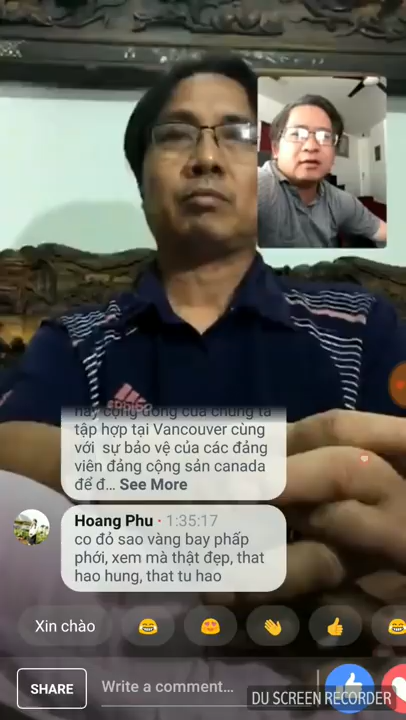 này cộng đồng của chúng ta
tập hợp tại Vancouver cùng
với sự bảo vệ của các đảng
viên đảng cộng sản canada
để đ... See More
Hoang Phu · 1:35:17
co đỏ sao vàng bay phấp
phới, xem mà thật đẹp, that
hao hung, that tu hao
Xin chào
SHARE
Write a comment...
DU SCREEN RECORDER